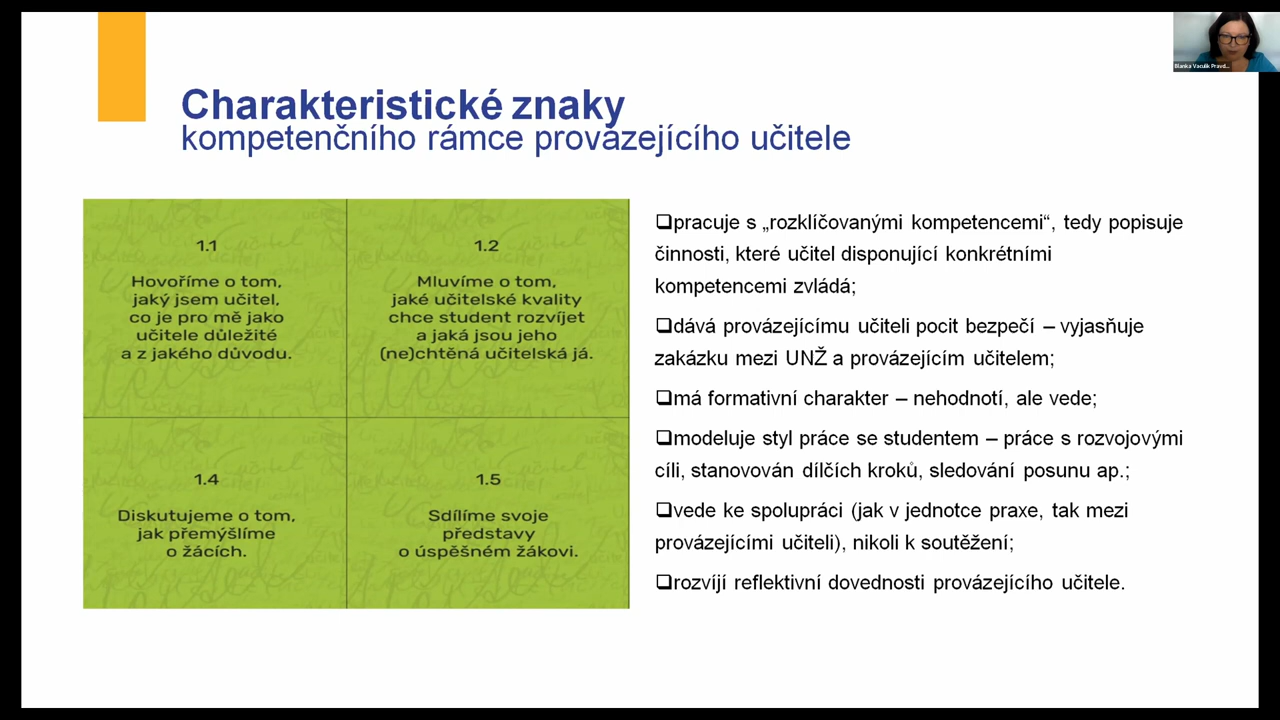 Blanka Vaculík Pravd...
Charakteristické znaky
kompetenčního rámce provázejícího učitele
1.1
Hovoříme o tom,
jaký jsem učitel,
co je pro mě jako
učitele důležité
a z jakého důvodu.
1.2
Mluvíme o tom,
jaké učitelské kvality
chce student rozvíjet
a jaká jsou jeho
(ne)chtěná učitelská já.
1.4
Diskutujeme o tom,
jak přemýšlíme
o žácích.
1.5
Sdílíme svoje
představy
o úspěšném žákovi.
❑pracuje s „rozklíčovanými kompetencemi“, tedy popisuje
činnosti, které učitel disponující konkrétními
kompetencemi zvládá;
❑dává provázejícímu učiteli pocit bezpečí – vyjasňuje
zakázku mezi UNŽ a provázejícím učitelem;
❑má formativní charakter – nehodnotí, ale vede;
❑modeluje styl práce se studentem – práce s rozvojovými
cíli, stanovován dílčích kroků, sledování posunu ap.;
❑vede ke spolupráci (jak v jednotce praxe, tak mezi
provázejícími učiteli), nikoli k soutěžení;
❑rozvíjí reflektivní dovednosti provázejícího učitele.